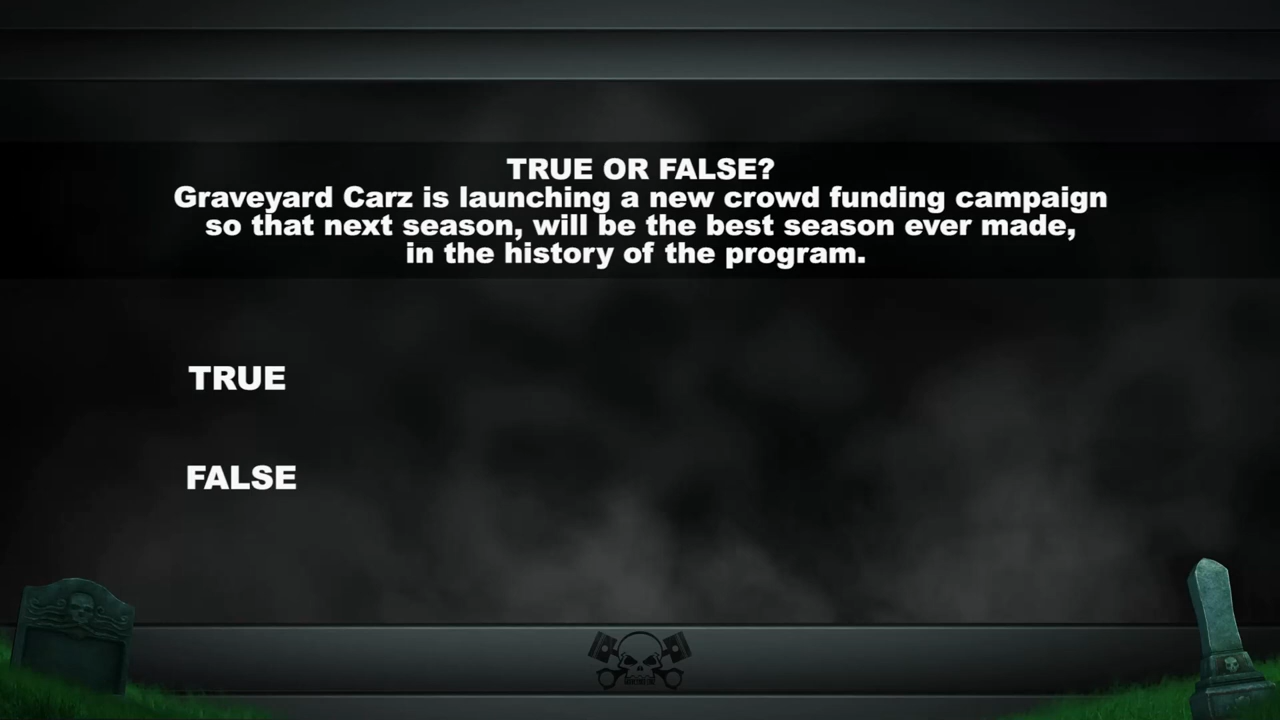 TRUE OR FALSE?
Graveyard Carz is launching a new crowd funding campaign
so that next season, will be the best season ever made,
in the history of the program.
TRUE
FALSE